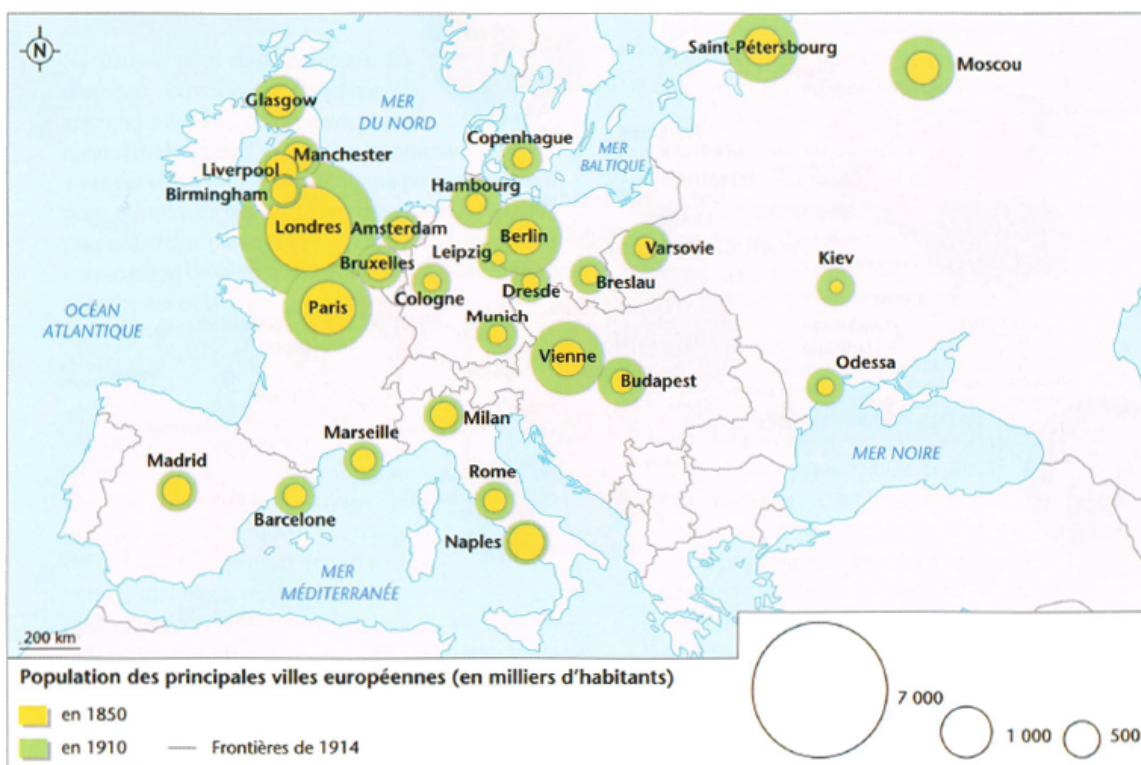 N
Saint-Pétersbourg
Moscou
Glasgow
MER
DU NORD
Copenhague
MER
BALTIQUE
Manchester
Liverpool
Birmingham
Hambourg
Londres
Amsterdam
Berlin
Leipzig
Varsovie
Bruxelles
Kiev
Cologne
Dresde
Breslau
OCÉAN
ATLANTIQUE
Paris
Munich
Vienne
Budapest
Odessa
Milan
Marseille
MER NOIRE
Madrid
Rome
Barcelone
Naples
MER
MÉDITERRANÉE
200 km
Population des principales villes européennes (en milliers d'habitants)
en 1850
en 1910
Frontières de 1914
7 000
1 000
500